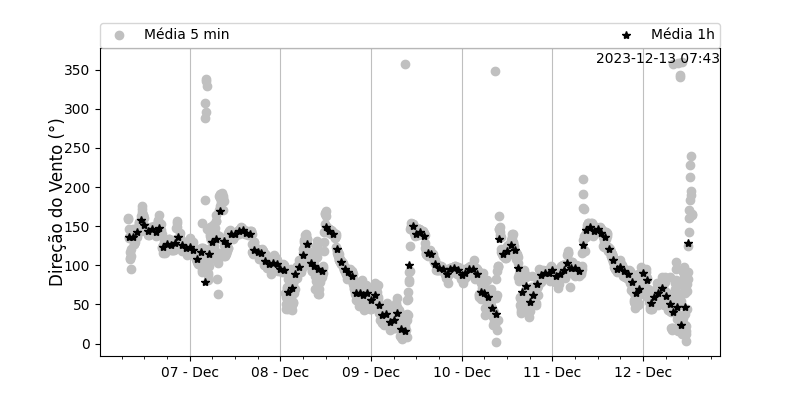 Média 5 min
Média 1h
2023-12-13 07:43
Direção do Vento (°)
350
300
250
200
150
100
50
0
07 - Dec
08 - Dec
09 - Dec
10 - Dec
11 - Dec
12 - Dec